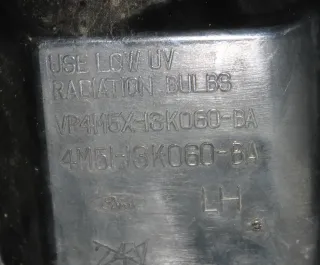 USE LOW UV
RADIATION BULBS
VP4M5X-13K060-BA
4M51-13K060-BA
LH